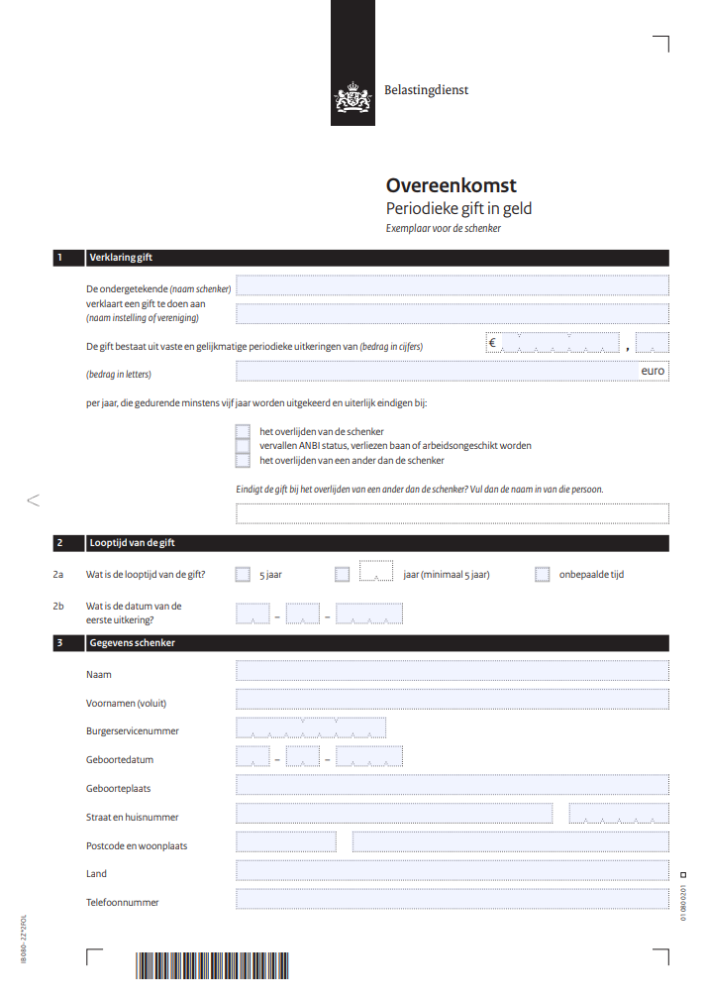 Belastingdienst
Overeenkomst
Periodieke gift in geld
Exemplaar voor de schenker
1 Verklaring gift
De ondergetekende (naam schenker)
verklaart een gift te doen aan
(naam instelling of vereniging)
De gift bestaat uit vaste en gelijkmatige periodieke uitkeringen van (bedrag in cijfers) € ,
(bedrag in letters) euro
per jaar, die gedurende minstens vijf jaar worden uitgekeerd en uiterlijk eindigen bij:
het overlijden van de schenker
vervallen ANBI status, verliezen baan of arbeidsongeschikt worden
het overlijden van een ander dan de schenker
Eindigt de gift bij het overlijden van een ander dan de schenker? Vul dan de naam in van die persoon.
2 Looptijd van de gift
2a Wat is de looptijd van de gift? 5 jaar jaar (minimaal 5 jaar) onbepaalde tijd
2b Wat is de datum van de
eerste uitkering? – –
3 Gegevens schenker
Naam
Voornamen (voluit)
Burgerservicenummer
Geboortedatum – –
Geboorteplaats
Straat en huisnummer
Postcode en woonplaats
Land
Telefoonnummer
IB 080 - 2Z*2FOL
01 080 02 01